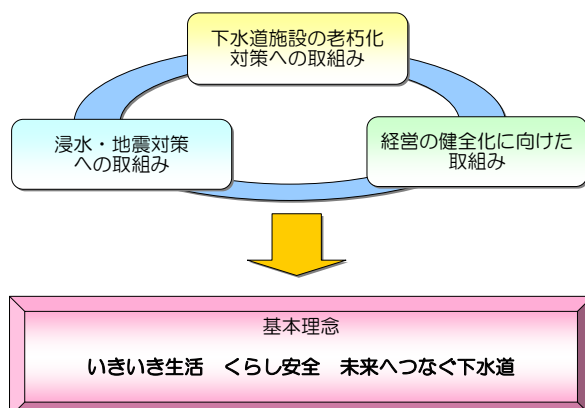 下水道施設の老朽化
対策への取組み
浸水・地震対策
への取組み
経営の健全化に向けた
取組み
基本理念
いきいき生活　くらし安全　未来へつなぐ下水道